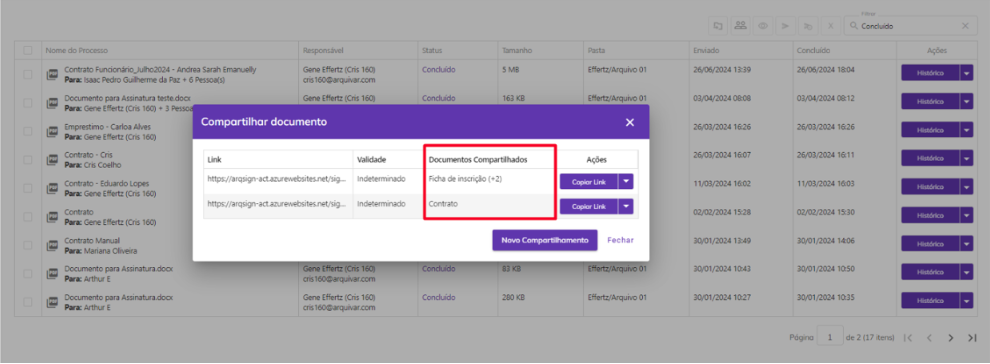 Filtrar
Concluído
Nome do Processo Responsável Status Tamanho Pasta Enviado Concluído Ações
Contrato Funcionário_Julho2024 - Andrea Sarah Emanuelly Gene Effertz (Cris 160) Concluído 5 MB Effertz/Arquivo 01 26/06/2024 13:39 26/06/2024 18:04 Histórico
Para: Isaac Pedro Guilherme da Paz + 6 Pessoa(s) cris160@arquivar.com
Documento para Assinatura teste.docx Gene Effertz (Cris 160) Concluído 163 KB Effertz/Arquivo 01 03/04/2024 08:08 03/04/2024 08:12 Histórico
Para: Gene Effertz (Cris 160) + 3 Pessoa
Emprestimo - Carloa Alves 26/03/2024 16:26 26/03/2024 16:26 Histórico
Para: Gene Effertz (Cris 160)
Contrato - Cris 26/03/2024 16:07 26/03/2024 16:11 Histórico
Para: Cris Coelho
Contrato - Eduardo Lopes 11/03/2024 16:02 11/03/2024 16:03 Histórico
Para: Gene Effertz (Cris 160)
Contrato 02/02/2024 15:28 02/02/2024 15:30 Histórico
Para: Gene Effertz (Cris 160)
Contrato Manual 30/01/2024 13:49 30/01/2024 14:06 Histórico
Para: Mariana Oliveira
Documento para Assinatura.docx Gene Effertz (Cris 160) Concluído 83 KB Effertz/Arquivo 01 30/01/2024 10:43 30/01/2024 10:50 Histórico
Para: Arthur E cris160@arquivar.com
Documento para Assinatura.docx Gene Effertz (Cris 160) Concluído 280 KB Effertz/Arquivo 01 30/01/2024 10:27 30/01/2024 10:35 Histórico
Para: Arthur E cris160@arquivar.com
Página 1 de 2 (17 itens)
Compartilhar documento
Link Validade Documentos Compartilhados Ações
https://arqsign-act.azurewebsites.net/sig... Indeterminado Ficha de inscrição (+2) Copiar Link
https://arqsign-act.azurewebsites.net/sig... Indeterminado Contrato Copiar Link
Novo Compartilhamento Fechar